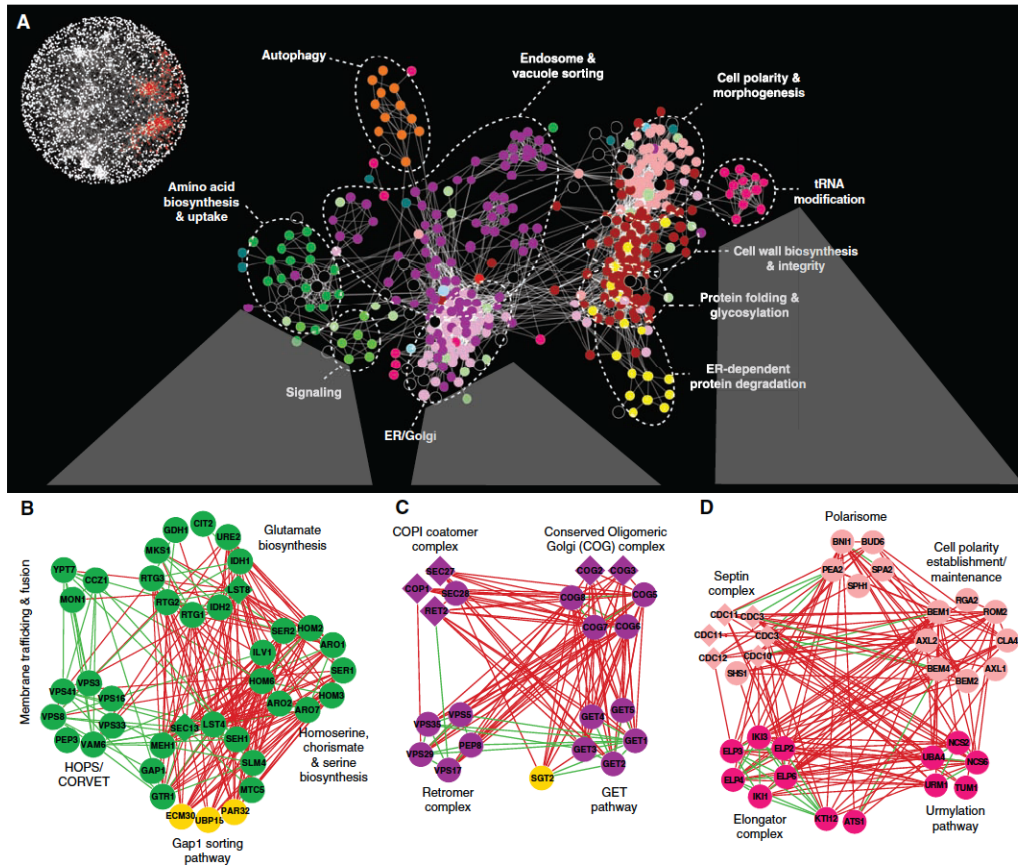 A
Autophagy
Endosome &
vacuole sorting
Cell polarity &
morphogenesis
Amino acid
biosynthesis
& uptake
tRNA
modification
Cell wall biosynthesis
& integrity
Protein folding &
glycosylation
Signaling
ER-dependent
protein degradation
ER/Golgi
B
Membrane trafficking & fusion
Glutamate
biosynthesis
GDH1
CIT2
URE2
MKS1
IDH1
YPT7
CCZ1
RTG3
LST8
MON1
RTG2
IDH2
RTG1
SER2
HOM2
ARO1
ILV1
SER1
HOM6
VPS41
VPS3
HOM3
VPS16
ARO2
ARO7
VPS8
VPS33
SEC13
LST4
PEP3
VAM6
MEH1
SEH1
Homoserine,
chorismate
& serine
biosynthesis
HOPS/
CORVET
GAP1
SLM4
GTR1
MTC5
ECM30
UBP15
PAR32
Gap1 sorting
pathway
C
COPI coatomer
complex
Conserved Oligomeric
Golgi (COG) complex
SEC27
COG2
COG3
COP1
SEC28
COG8
COG5
RET2
COG7
COG6
VPS35
VPS5
GET4
GET5
VPS29
PEP8
GET3
GET1
VPS17
SGT2
GET2
Retromer
complex
GET
pathway
D
Polarisome
BNI1
BUD6
Cell polarity
establishment/
maintenance
PEA2
SPA2
Septin
complex
SPH1
RGA2
CDC11
CDC3
BEM1
ROM2
CDC11
CDC3
AXL2
CLA4
CDC12
CDC10
BEM4
AXL1
SHS1
BEM2
IKI3
NCS2
ELP3
ELP2
UBA4
NCS6
ELP4
ELP6
URM1
TUM1
IKI1
KTI12
ATS1
Elongator
complex
Urmylation
pathway